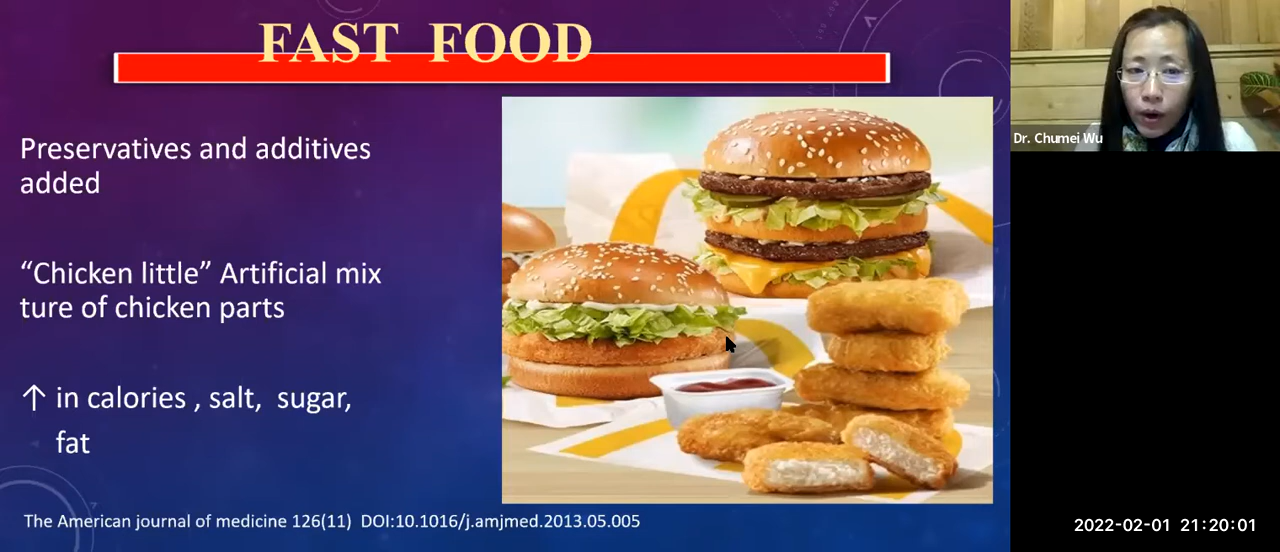 FAST FOOD
Preservatives and additives
added
“Chicken little” Artificial mix
ture of chicken parts
↑ in calories , salt, sugar,
fat
The American journal of medicine 126(11) DOI:10.1016/j.amjmed.2013.05.005
Dr. Chumei Wu
2022-02-01 21:20:01